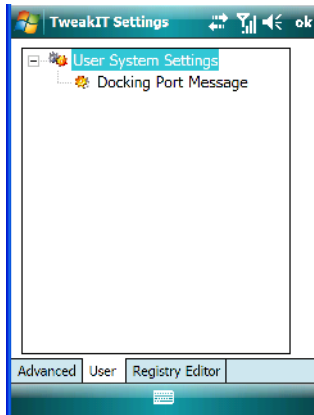 TweakIT Settings ok
User System Settings
Docking Port Message
Advanced User Registry Editor